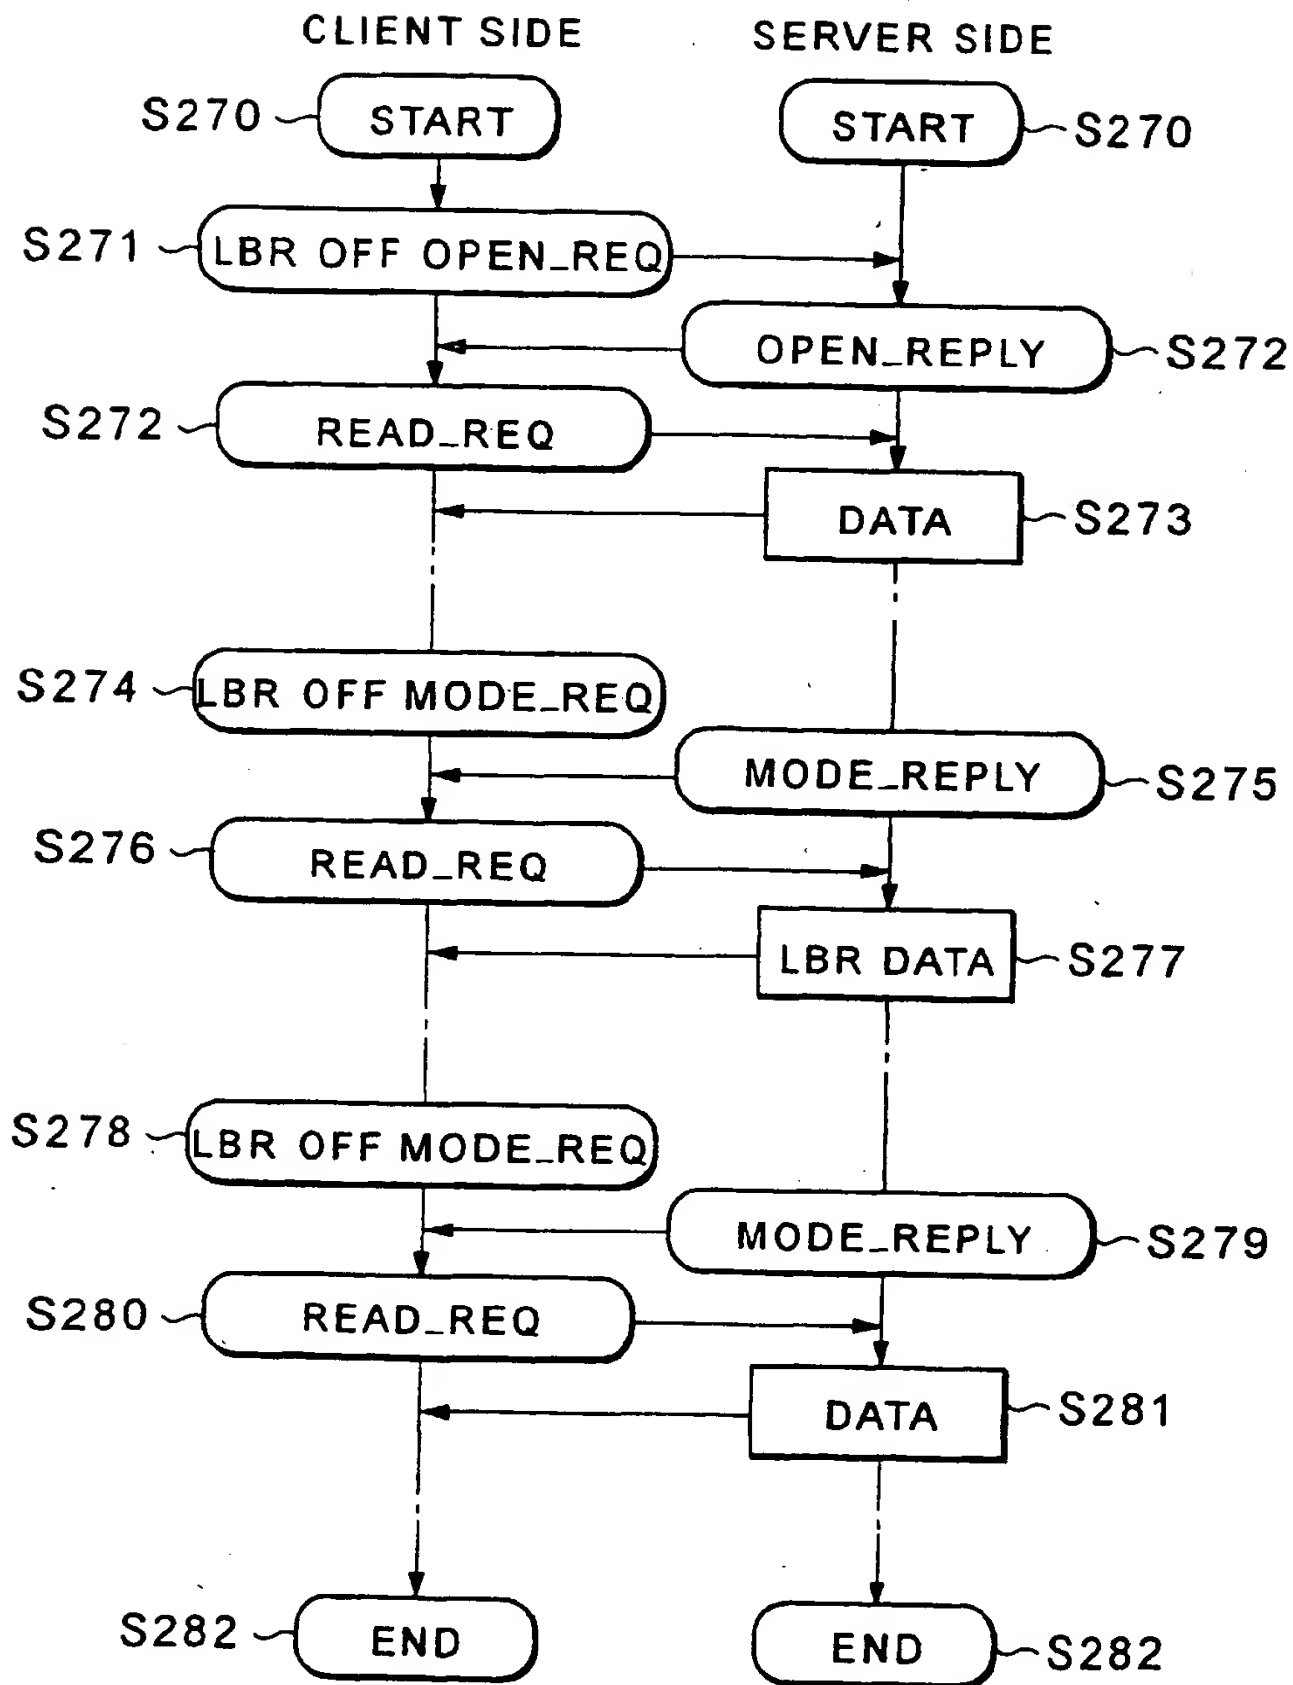 CLIENT SIDE SERVER SIDE
S270 START START S270
S271 LBR OFF OPEN_REQ
OPEN_REPLY S272
S272 READ_REQ
DATA S273
S274 LBR OFF MODE_REQ
MODE_REPLY S275
S276 READ_REQ
LBR DATA S277
S278 LBR OFF MODE_REQ
MODE_REPLY S279
S280 READ_REQ
DATA S281
S282 END END S282